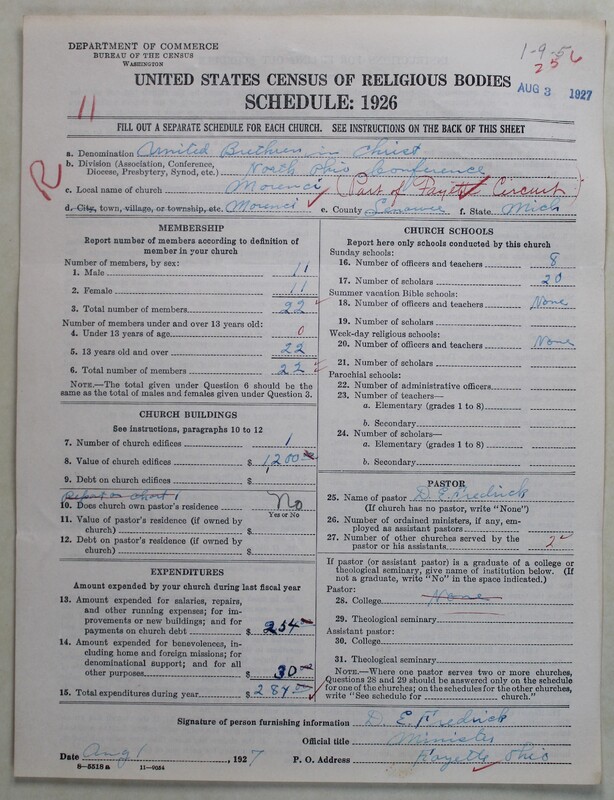 DEPARTMENT OF COMMERCE
BUREAU OF THE CENSUS
WASHINGTON
1-9-56
256
AUG 3 1927
UNITED STATES CENSUS OF RELIGIOUS BODIES
SCHEDULE: 1926
11
FILL OUT A SEPARATE SCHEDULE FOR EACH CHURCH. SEE INSTRUCTIONS ON THE BACK OF THIS SHEET
R
a. Denomination United Brethren in Christ
b. Division (Association, Conference, Diocese, Presbytery, Synod, etc.) North Ohio Conference
c. Local name of church Morenci (Part of Fayette Circuit)
d. City, town, village, or township, etc. Morenci e. County Lenawee f. State Mich
MEMBERSHIP
Report number of members according to definition of
member in your church
Number of members, by sex:
1. Male 11
2. Female 11
3. Total number of members 22
Number of members under and over 13 years old:
4. Under 13 years of age 0
5. 13 years old and over 22
6. Total number of members 22
NOTE.—The total given under Question 6 should be
same as the total of males and females given under Question 3.
CHURCH BUILDINGS
See instructions, paragraphs 10 to 12
7. Number of church edifices 1
8. Value of church edifices $ 1200
9. Debt on church edifices $
Report on chart 1
10. Does church own pastor's residence? No
Yes or No
11. Value of pastor's residence (if owned by
church) $
12. Debt on pastor's residence (if owned by
church) $
EXPENDITURES
Amount expended by your church during last fiscal year
13. Amount expended for salaries, repairs,
and other running expenses; for im-
provements or new buildings; and for
payments on church debt $ 254
14. Amount expended for benevolences, in-
cluding home and foreign missions; for
denominational support; and for all
other purposes $ 30
15. Total expenditures during year $ 284
CHURCH SCHOOLS
Report here only schools conducted by this church
Sunday schools:
16. Number of officers and teachers 8
17. Number of scholars 20
Summer vacation Bible schools:
18. Number of officers and teachers None
19. Number of scholars
Week-day religious schools:
20. Number of officers and teachers None
21. Number of scholars
Parochial schools:
22. Number of administrative officers
23. Number of teachers—
a. Elementary (grades 1 to 8)
b. Secondary
24. Number of scholars—
a. Elementary (grades 1 to 8)
b. Secondary
PASTOR
25. Name of pastor D. E. Fredrick
(If church has no pastor, write "None")
26. Number of ordained ministers, if any, em-
ployed as assistant pastors
27. Number of other churches served by the
pastor or his assistants 2
If pastor (or assistant pastor) is a graduate of a college or
theological seminary, give name of institution below. (If
not a graduate, write "No" in the space indicated.)
Pastor:
28. College None
29. Theological seminary
Assistant pastor:
30. College
31. Theological seminary
NOTE.—Where one pastor serves two or more churches,
Questions 28 and 29 should be answered only on the schedule
for one of the churches; on the schedules for the other churches,
write "See schedule for church."
Signature of person furnishing information D. E. Fredrick
Official title Minister
Date Aug 1, 1927 P. O. Address Fayette Ohio
8-5518a 11-9054